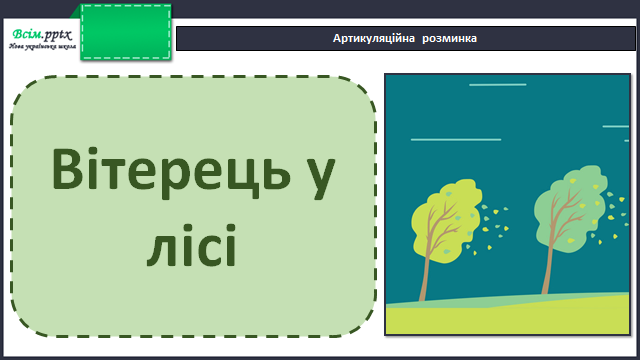 Всім.pptx
Нова українська школа
Артикуляційна розминка
Вітерець у
лісі